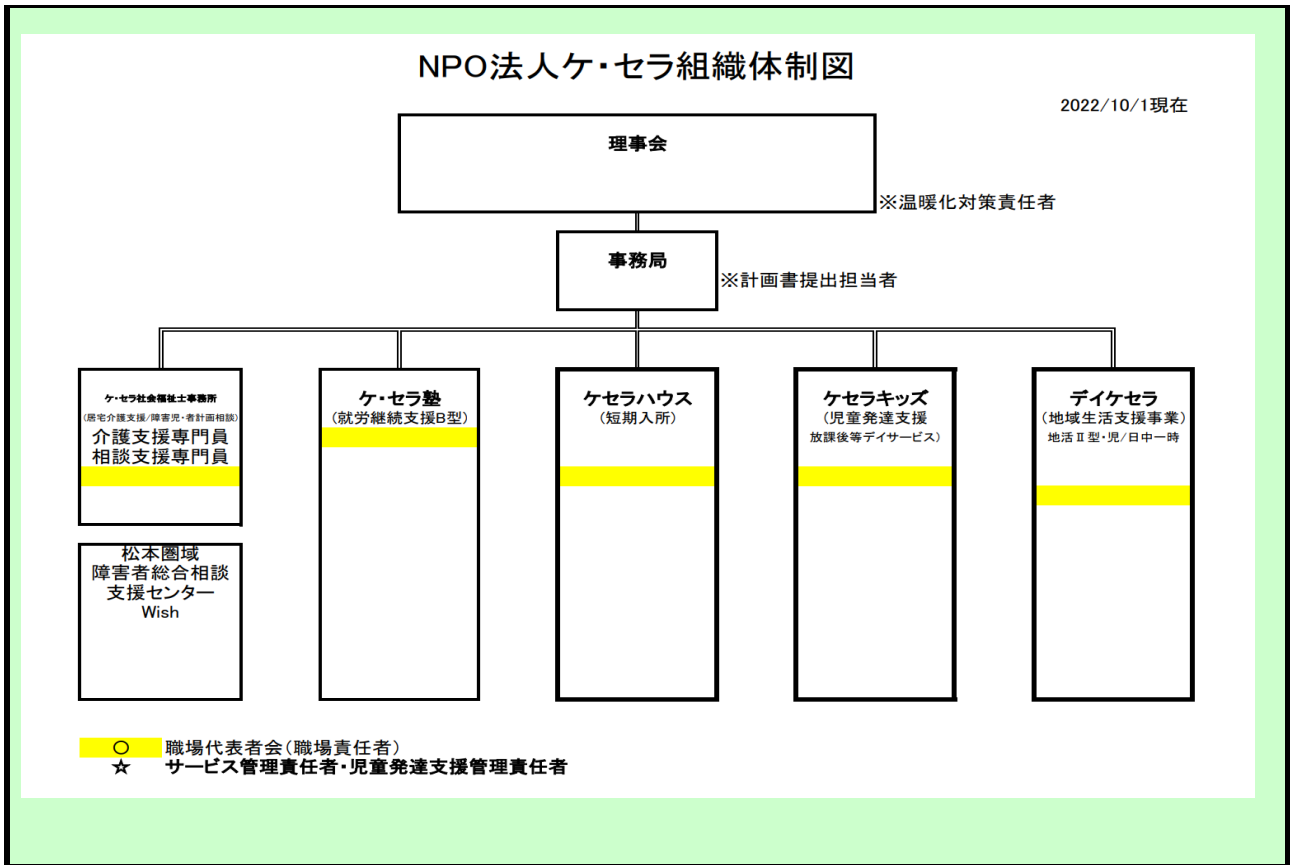 NPO法人ケ・セラ組織体制図
2022/10/1現在
理事会
※温暖化対策責任者
事務局
※計画書提出担当者
ケ・セラ社会福祉士事務所
(居宅介護支援/障害児・者計画相談)
介護支援専門員
相談支援専門員
松本圏域
障害者総合相談
支援センター
Wish
ケ・セラ塾
(就労継続支援B型)
ケセラハウス
(短期入所)
ケセラキッズ
(児童発達支援
放課後等デイサービス)
デイケセラ
(地域生活支援事業)
地活Ⅱ型・児/日中一時
○ 職場代表者会(職場責任者)
☆ サービス管理責任者・児童発達支援管理責任者